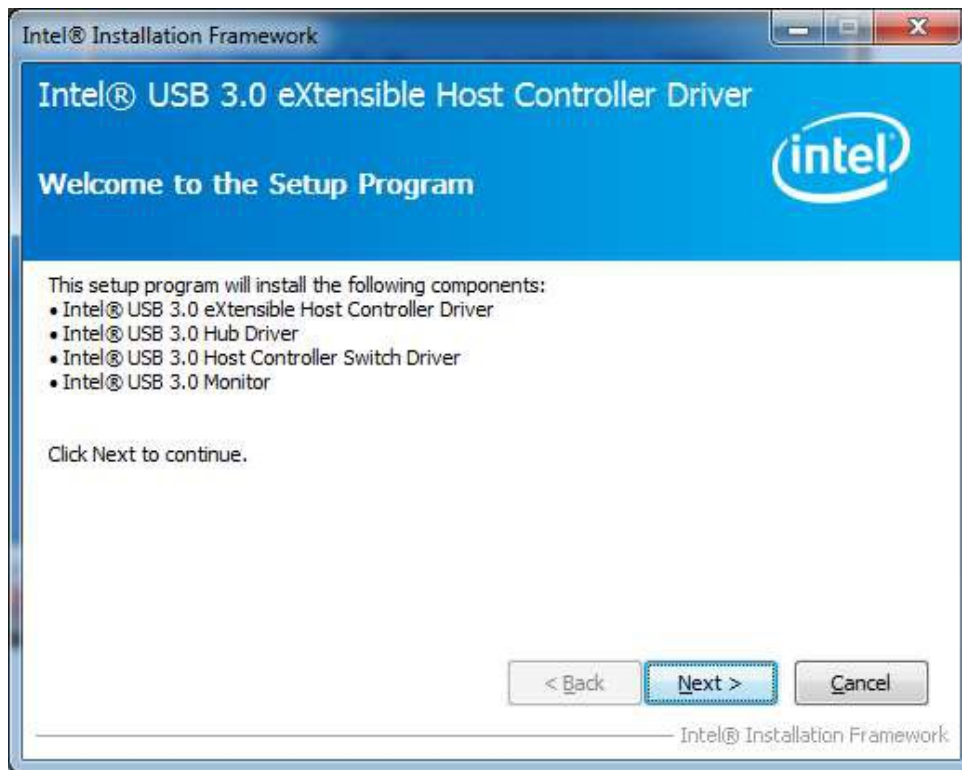 Intel® Installation Framework
Intel® USB 3.0 eXtensible Host Controller Driver
intel®
Welcome to the Setup Program
This setup program will install the following components:
• Intel® USB 3.0 eXtensible Host Controller Driver
• Intel® USB 3.0 Hub Driver
• Intel® USB 3.0 Host Controller Switch Driver
• Intel® USB 3.0 Monitor
Click Next to continue.
< Back Next > Cancel
Intel® Installation Framework